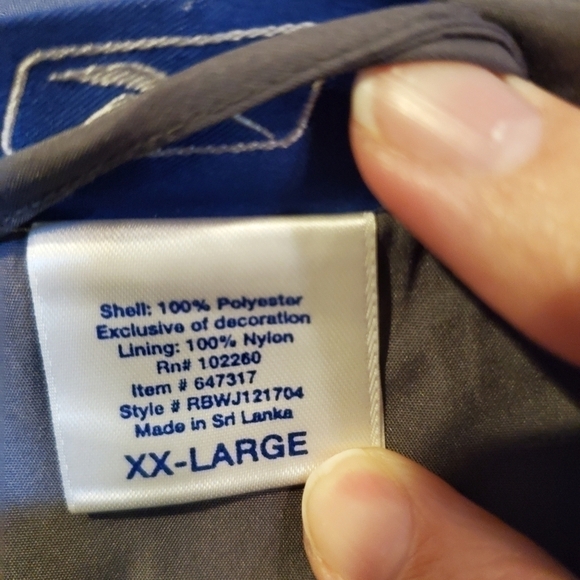 Shell: 100% Polyester
Exclusive of decoration
Lining: 100% Nylon
Rn# 102260
Item # 647317
Style # RBWJ121704
Made in Sri Lanka
XX-LARGE